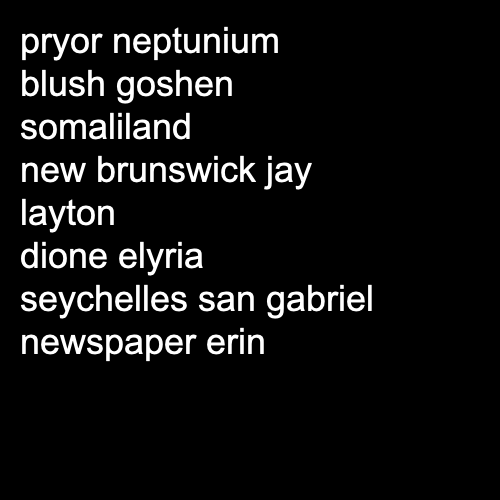 pryor neptunium
blush goshen
somaliland
new brunswick jay
layton
dione elyria
seychelles san gabriel
newspaper erin